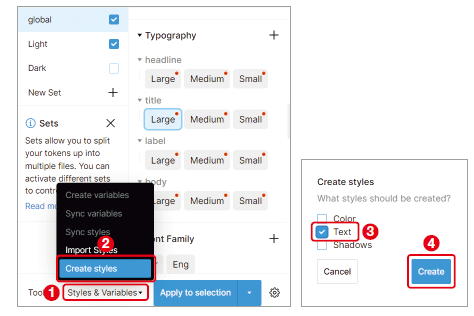 global
Light
Dark
New Set
Sets
Sets allow you to split
your tokens up into
multiple files. You can
activate different sets
to contr
Read mo
Typography
headline
Large Medium Small
title
Large Medium Small
label
Large Medium Small
body
Large Medium Small
nt Family
Eng
Create variables
Sync variables
Sync styles
Import Styles
2
Create styles
1
Too
Styles & Variables
Apply to selection
Create styles
What styles should be created?
Color
Text 3
Shadows
4
Cancel Create